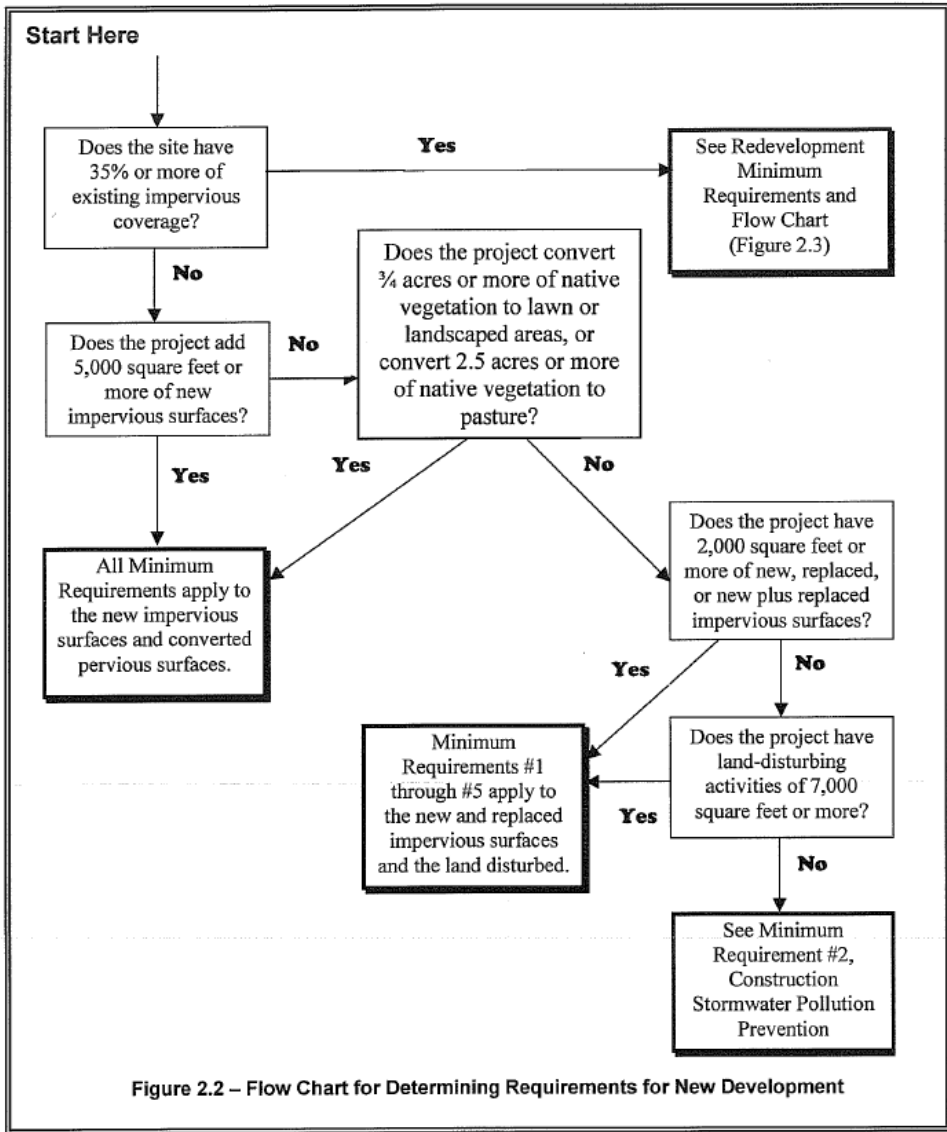 Start Here
Does the site have
35% or more of
existing impervious
coverage?
Yes
See Redevelopment
Minimum
Requirements and
Flow Chart
(Figure 2.3)
No
Does the project convert
¾ acres or more of native
vegetation to lawn or
landscaped areas, or
convert 2.5 acres or more
of native vegetation to
pasture?
Does the project add
5,000 square feet or
more of new
impervious surfaces?
No
Yes
Yes
No
All Minimum
Requirements apply to
the new impervious
surfaces and converted
pervious surfaces.
Does the project have
2,000 square feet or
more of new, replaced,
or new plus replaced
impervious surfaces?
Yes
No
Minimum
Requirements #1
through #5 apply to
the new and replaced
impervious surfaces
and the land disturbed.
Does the project have
land-disturbing
activities of 7,000
square feet or more?
Yes
No
See Minimum
Requirement #2,
Construction
Stormwater Pollution
Prevention
Figure 2.2 – Flow Chart for Determining Requirements for New Development